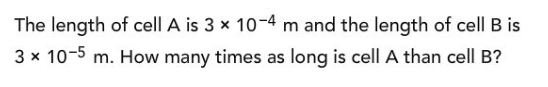 The length of cell A is 3 × 10⁻⁴ m and the length of cell B is
3 × 10⁻⁵ m. How many times as long is cell A than cell B?